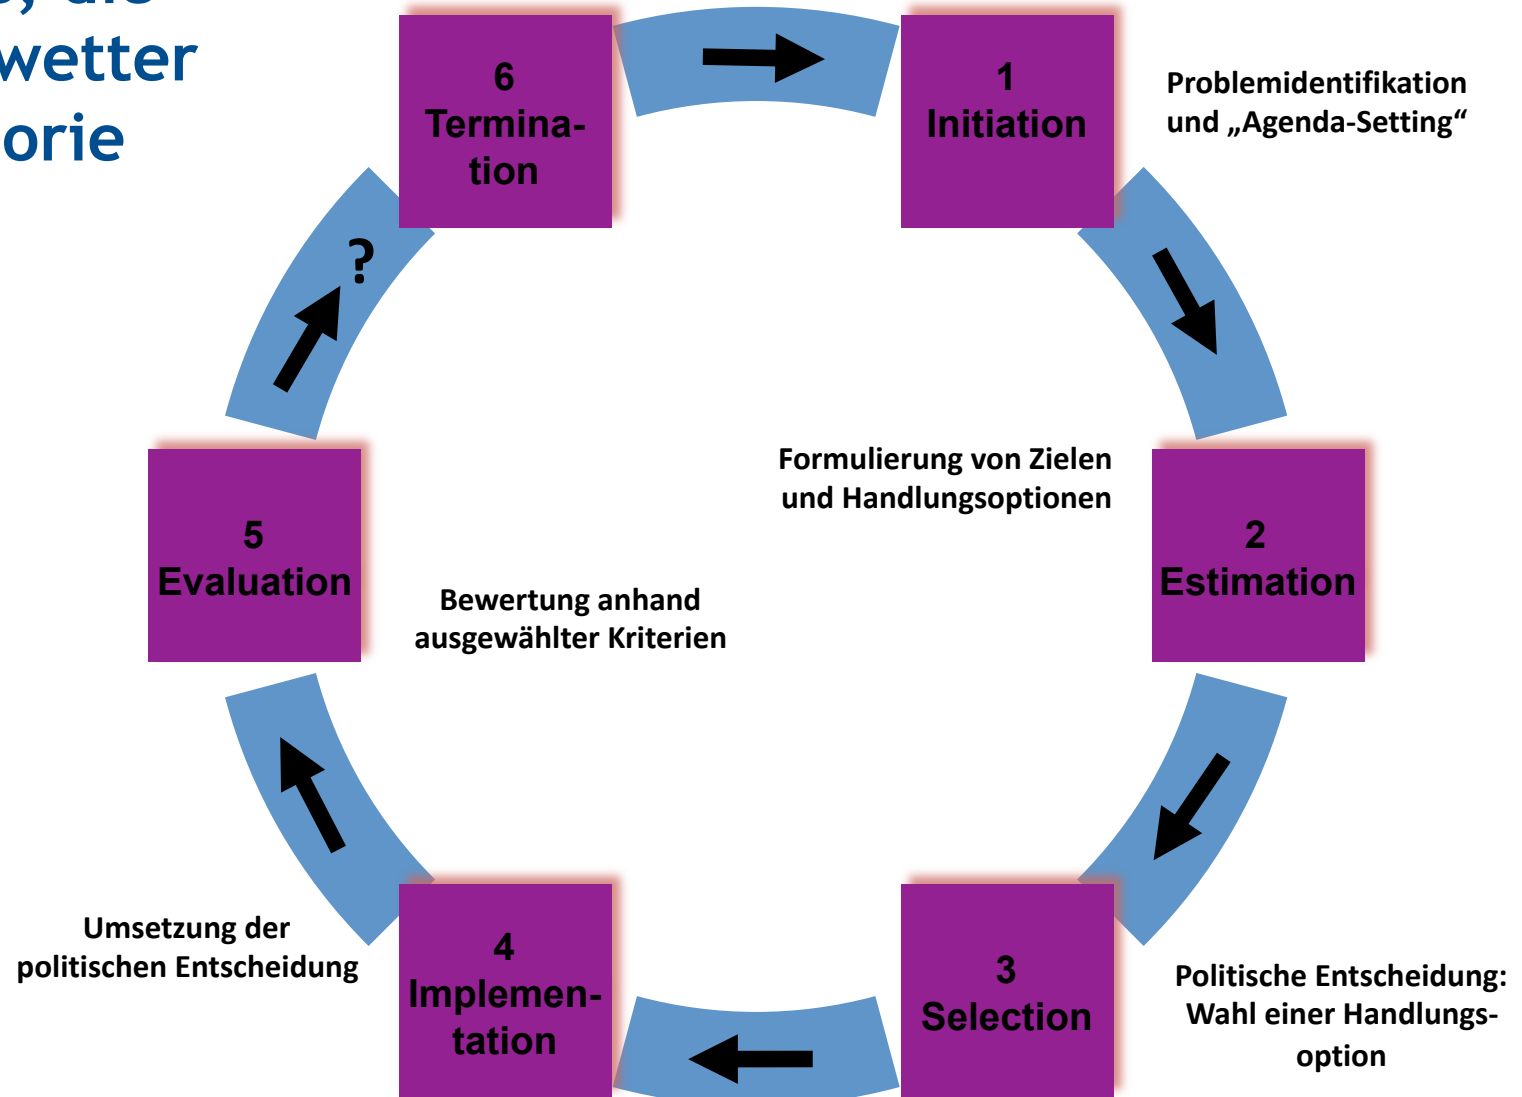 wetter
orie
6
Termina-
tion
1
Initiation
Problemidentifikation
und „Agenda-Setting“
?
Formulierung von Zielen
und Handlungsoptionen
2
Estimation
5
Evaluation
Bewertung anhand
ausgewählter Kriterien
Umsetzung der
politischen Entscheidung
4
Implemen-
tation
3
Selection
Politische Entscheidung:
Wahl einer Handlungs-
option